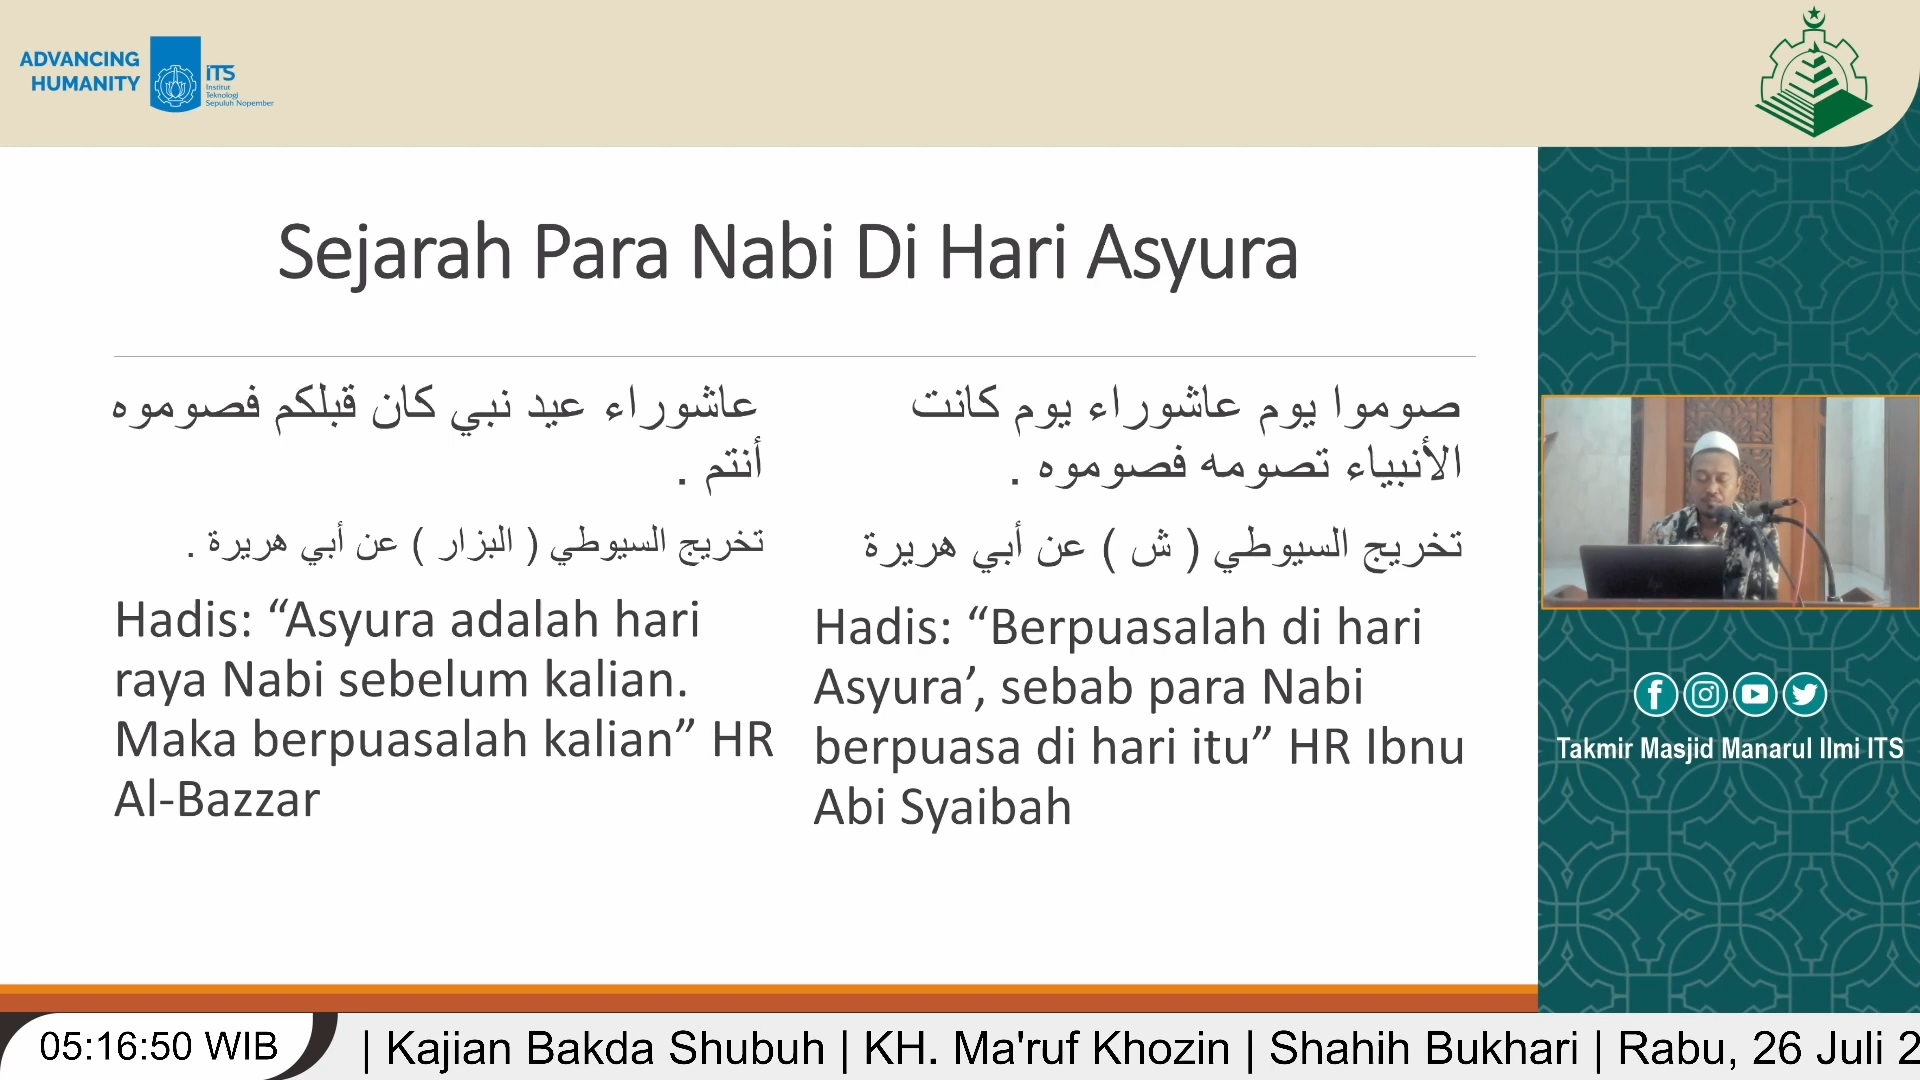 ADVANCING
HUMANITY
ITS
Institut
Teknologi
Sepuluh Nopember
Sejarah Para Nabi Di Hari Asyura
عاشوراء عيد نبي كان قبلكم فصوموه
أنتم .
تخريج السيوطي ( البزار ) عن أبي هريرة .
Hadis: “Asyura adalah hari
raya Nabi sebelum kalian.
Maka berpuasalah kalian” HR
Al-Bazzar
صوموا يوم عاشوراء يوم كانت
الأنبياء تصومه فصوموه .
تخريج السيوطي ( ش ) عن أبي هريرة
Hadis: “Berpuasalah di hari
Asyura’, sebab para Nabi
berpuasa di hari itu” HR Ibnu
Abi Syaibah
Takmir Masjid Manarul Ilmi ITS
05:16:50 WIB
| Kajian Bakda Shubuh | KH. Ma'ruf Khozin | Shahih Bukhari | Rabu, 26 Juli 2